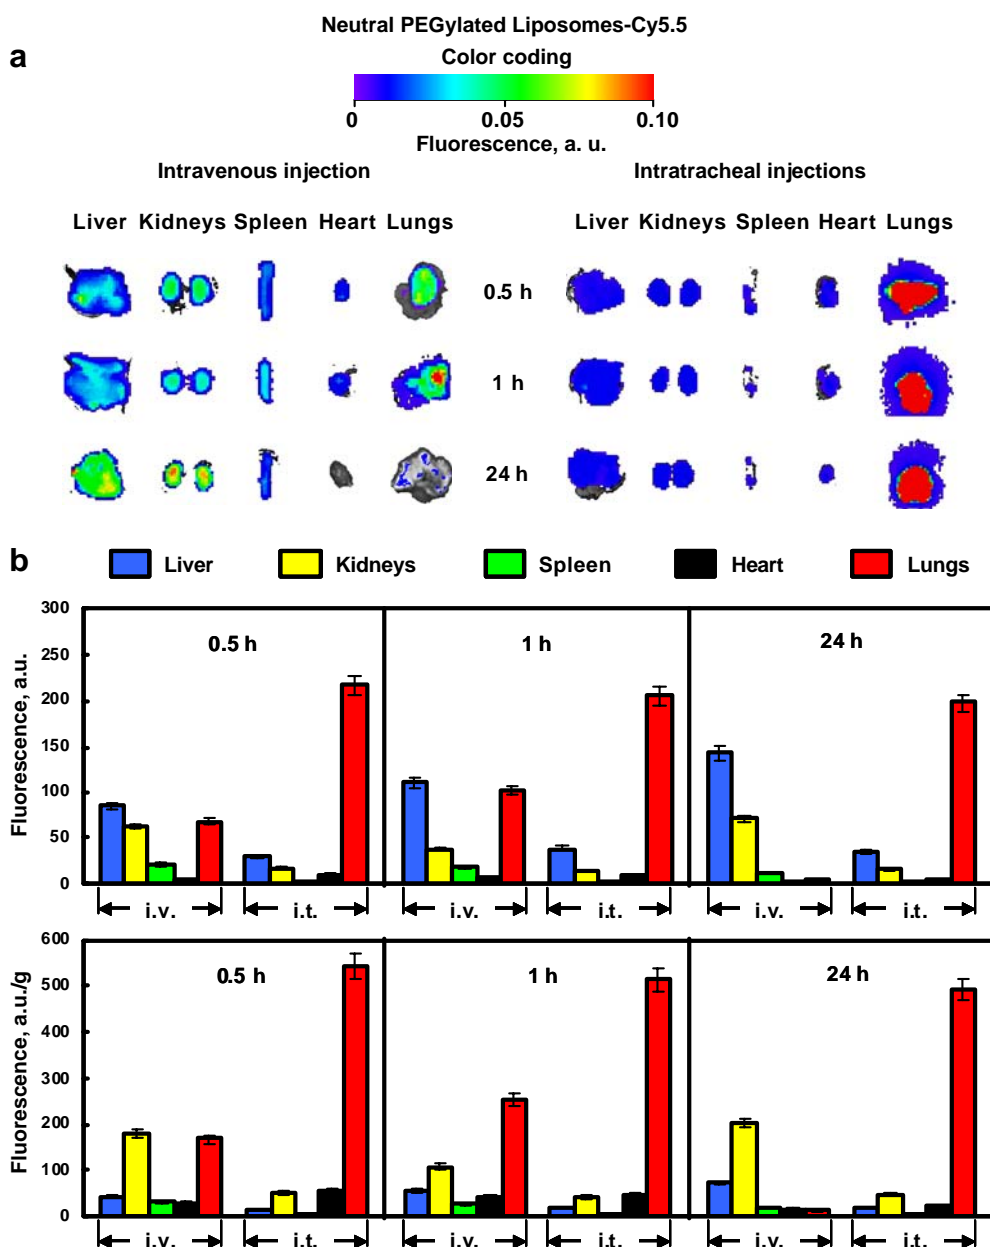 Neutral PEGylated Liposomes-Cy5.5
a
Color coding
0 0.05 0.10
Fluorescence, a. u.
Intravenous injection Intratracheal injections
Liver Kidneys Spleen Heart Lungs Liver Kidneys Spleen Heart Lungs
0.5 h
1 h
24 h
b Liver Kidneys Spleen Heart Lungs
Fluorescence, a.u.
300
250
200
150
100
50
0
0.5 h 1 h 24 h
i.v. i.t. i.v. i.t. i.v. i.t.
Fluorescence, a.u./g
600
500
400
300
200
100
0
0.5 h 1 h 24 h
i.v. i.t. i.v. i.t. i.v. i.t.